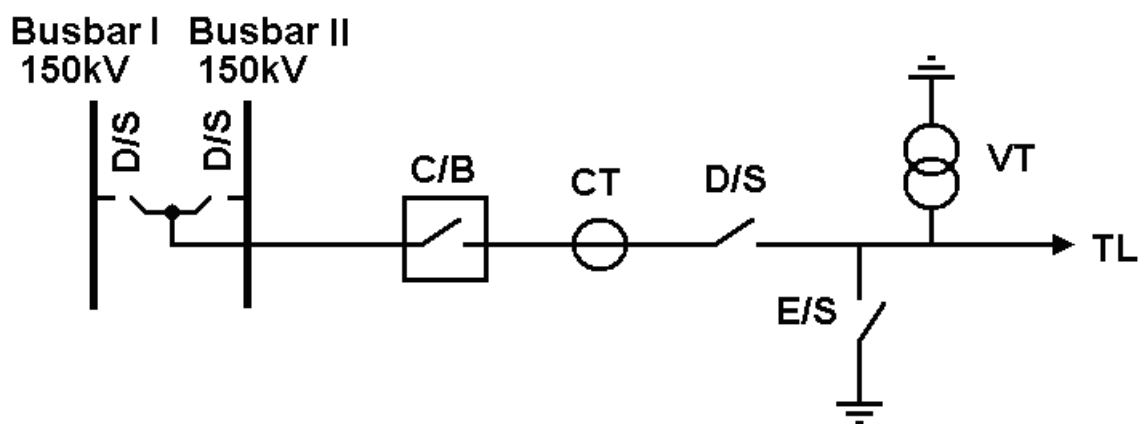 Busbar I
150kV
Busbar II
150kV
D/S
D/S
C/B
CT
D/S
VT
TL
E/S